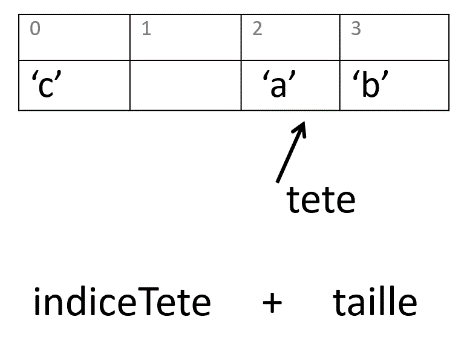 0 1 2 3
‘c’ ‘a’ ‘b’
tete
indiceTete + taille